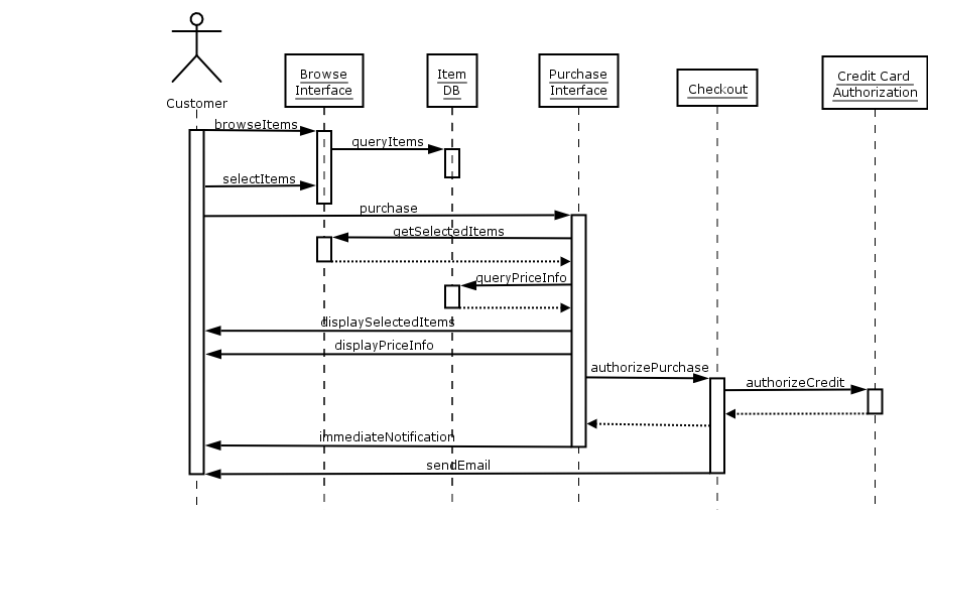 Browse
Interface
Item
DB
Purchase
Interface
Checkout
Credit Card
Authorization
Customer
browseItems
queryItems
selectItems
purchase
getSelectedItems
queryPriceInfo
displaySelectedItems
displayPriceInfo
authorizePurchase
authorizeCredit
immediateNotification
sendEmail